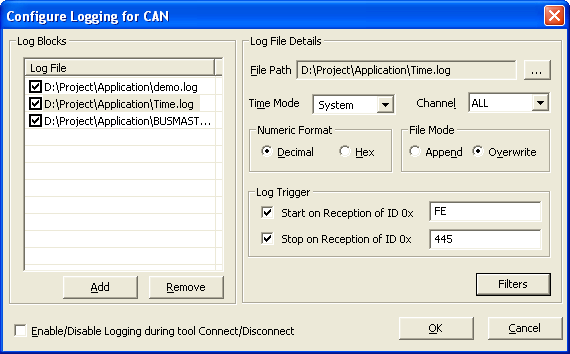 Configure Logging for CAN
Log Blocks
Log File
D:\Project\Application\demo.log
D:\Project\Application\Time.log
D:\Project\Application\BUSMAST...
Add
Remove
Log File Details
File Path
D:\Project\Application\Time.log
...
Time Mode
System
Channel
ALL
Numeric Format
Decimal
Hex
File Mode
Append
Overwrite
Log Trigger
Start on Reception of ID 0x
FE
Stop on Reception of ID 0x
445
Filters
Enable/Disable Logging during tool Connect/Disconnect
OK
Cancel